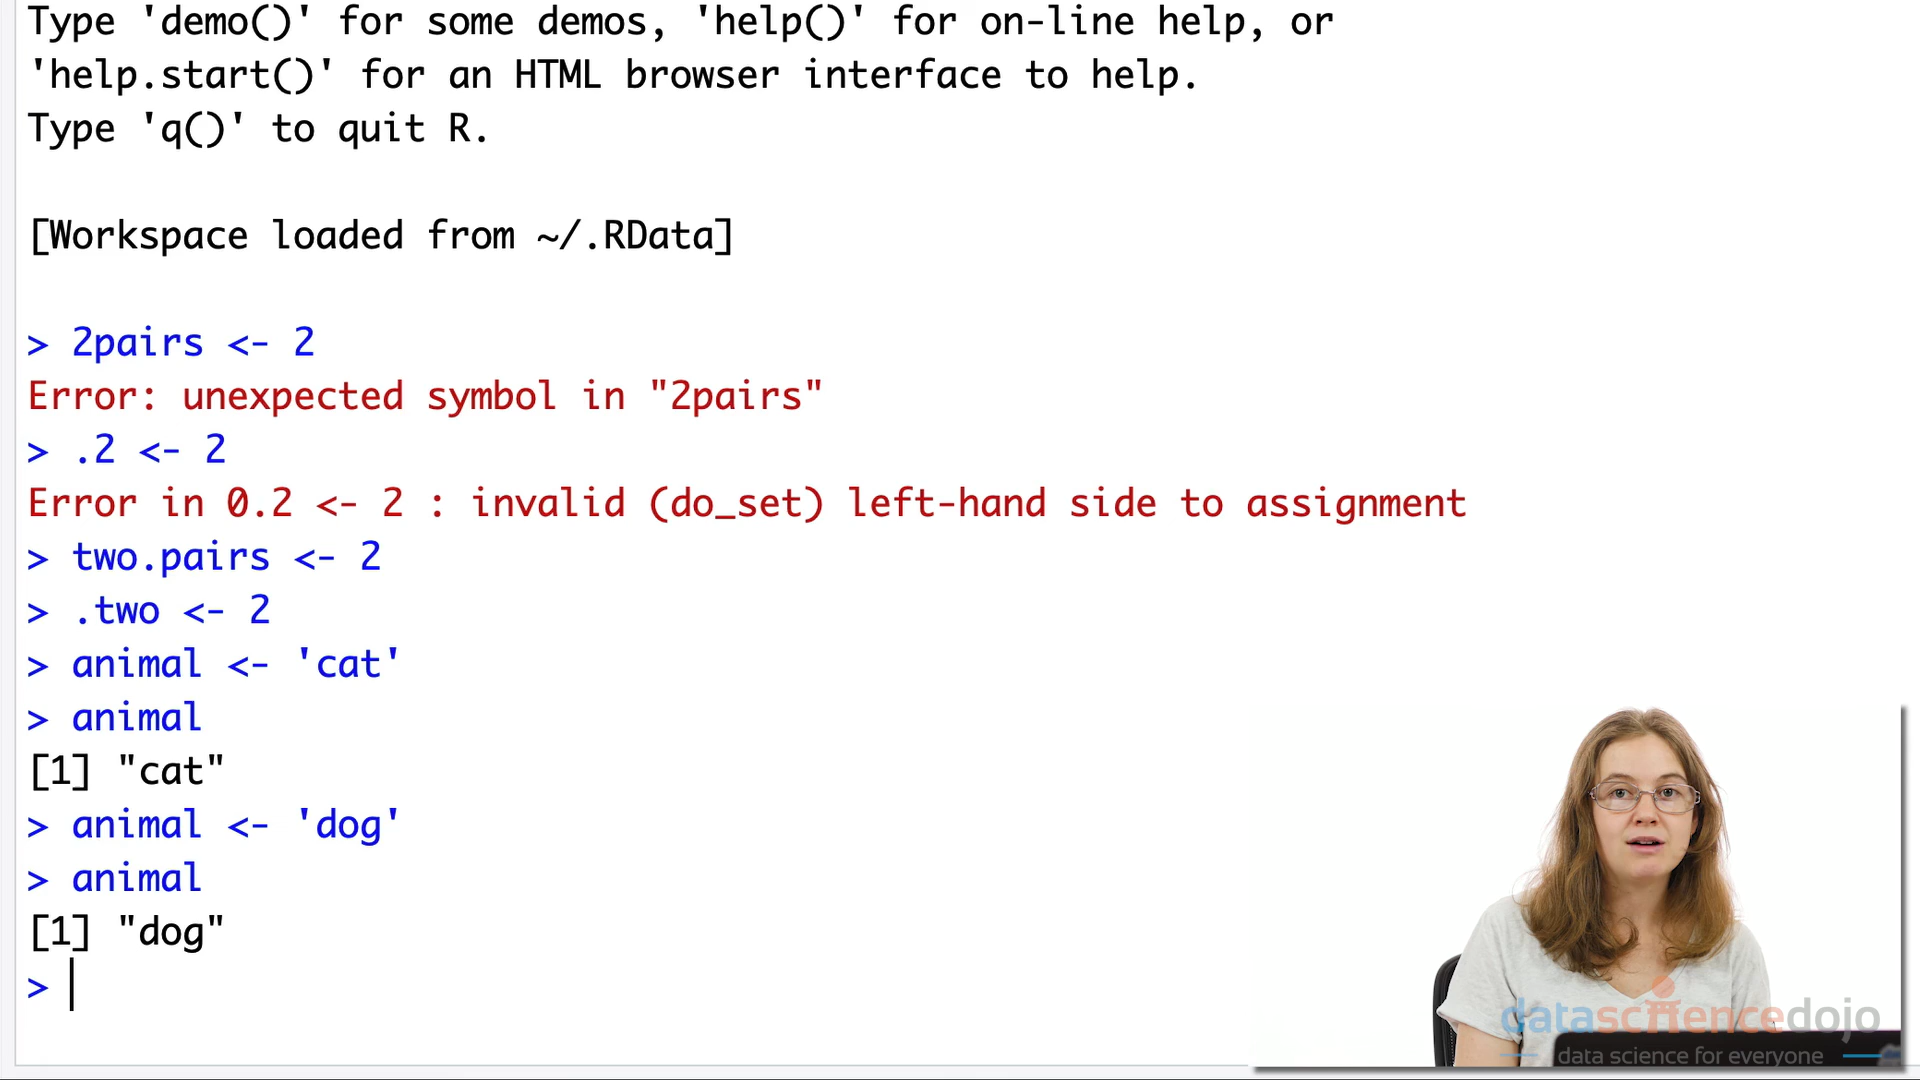 Type 'demo()' for some demos, 'help()' for on-line help, or
'help.start()' for an HTML browser interface to help.
Type 'q()' to quit R.
[Workspace loaded from ~/.RData]
> 2pairs <- 2
Error: unexpected symbol in "2pairs"
> .2 <- 2
Error in 0.2 <- 2 : invalid (do_set) left-hand side to assignment
> two.pairs <- 2
> .two <- 2
> animal <- 'cat'
> animal
[1] "cat"
> animal <- 'dog'
> animal
[1] "dog"
>
datasciencedojo
data science for everyone